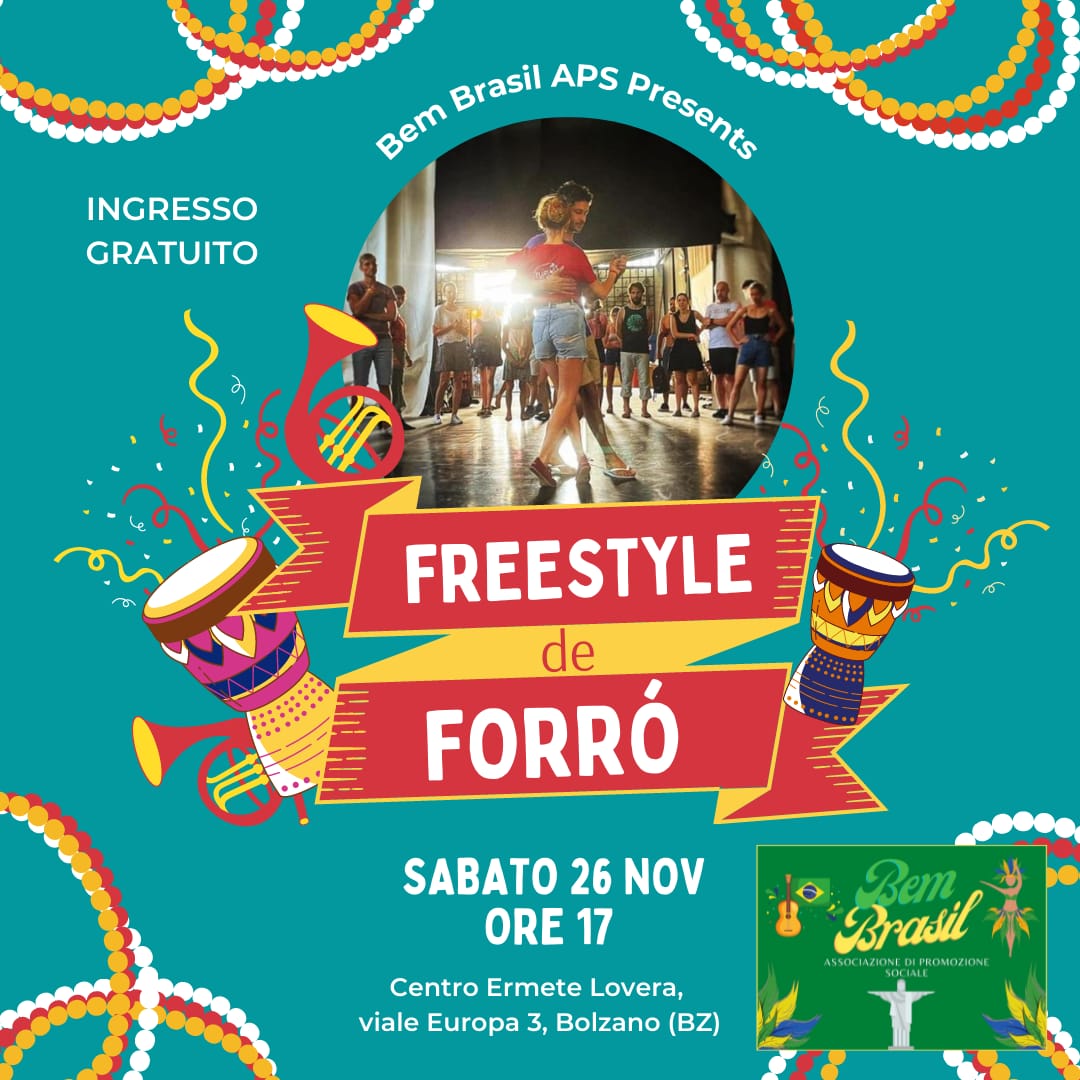 Bem Brasil APS Presents
INGRESSO
GRATUITO
FREESTYLE
de
FORRÓ
SABATO 26 NOV
ORE 17
Centro Ermete Lovera,
viale Europa 3, Bolzano (BZ)
Bem
Brasil
ASSOCIAZIONE DI PROMOZIONE
SOCIALE